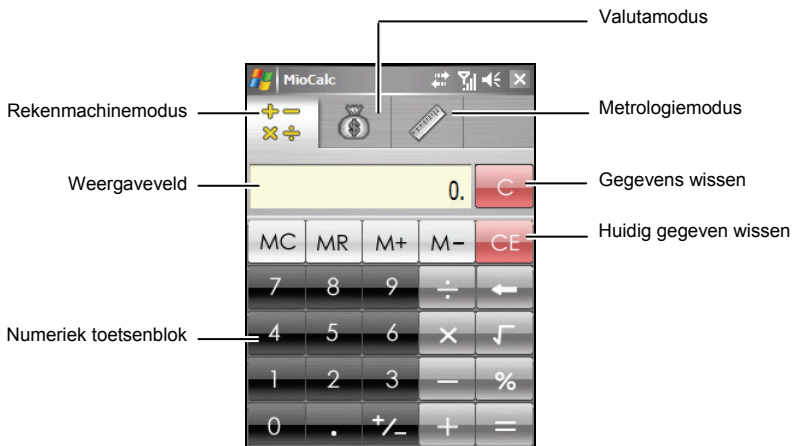 Valutamodus
MioCalc
Rekenmachinemodus
Metrologiemodus
Weergaveveld
0.
C
Gegevens wissen
MC MR M+ M− CE
Huidig gegeven wissen
7 8 9 ÷ ←
Numeriek toetsenblok
4 5 6 × √
1 2 3 − %
0 . +/− + =